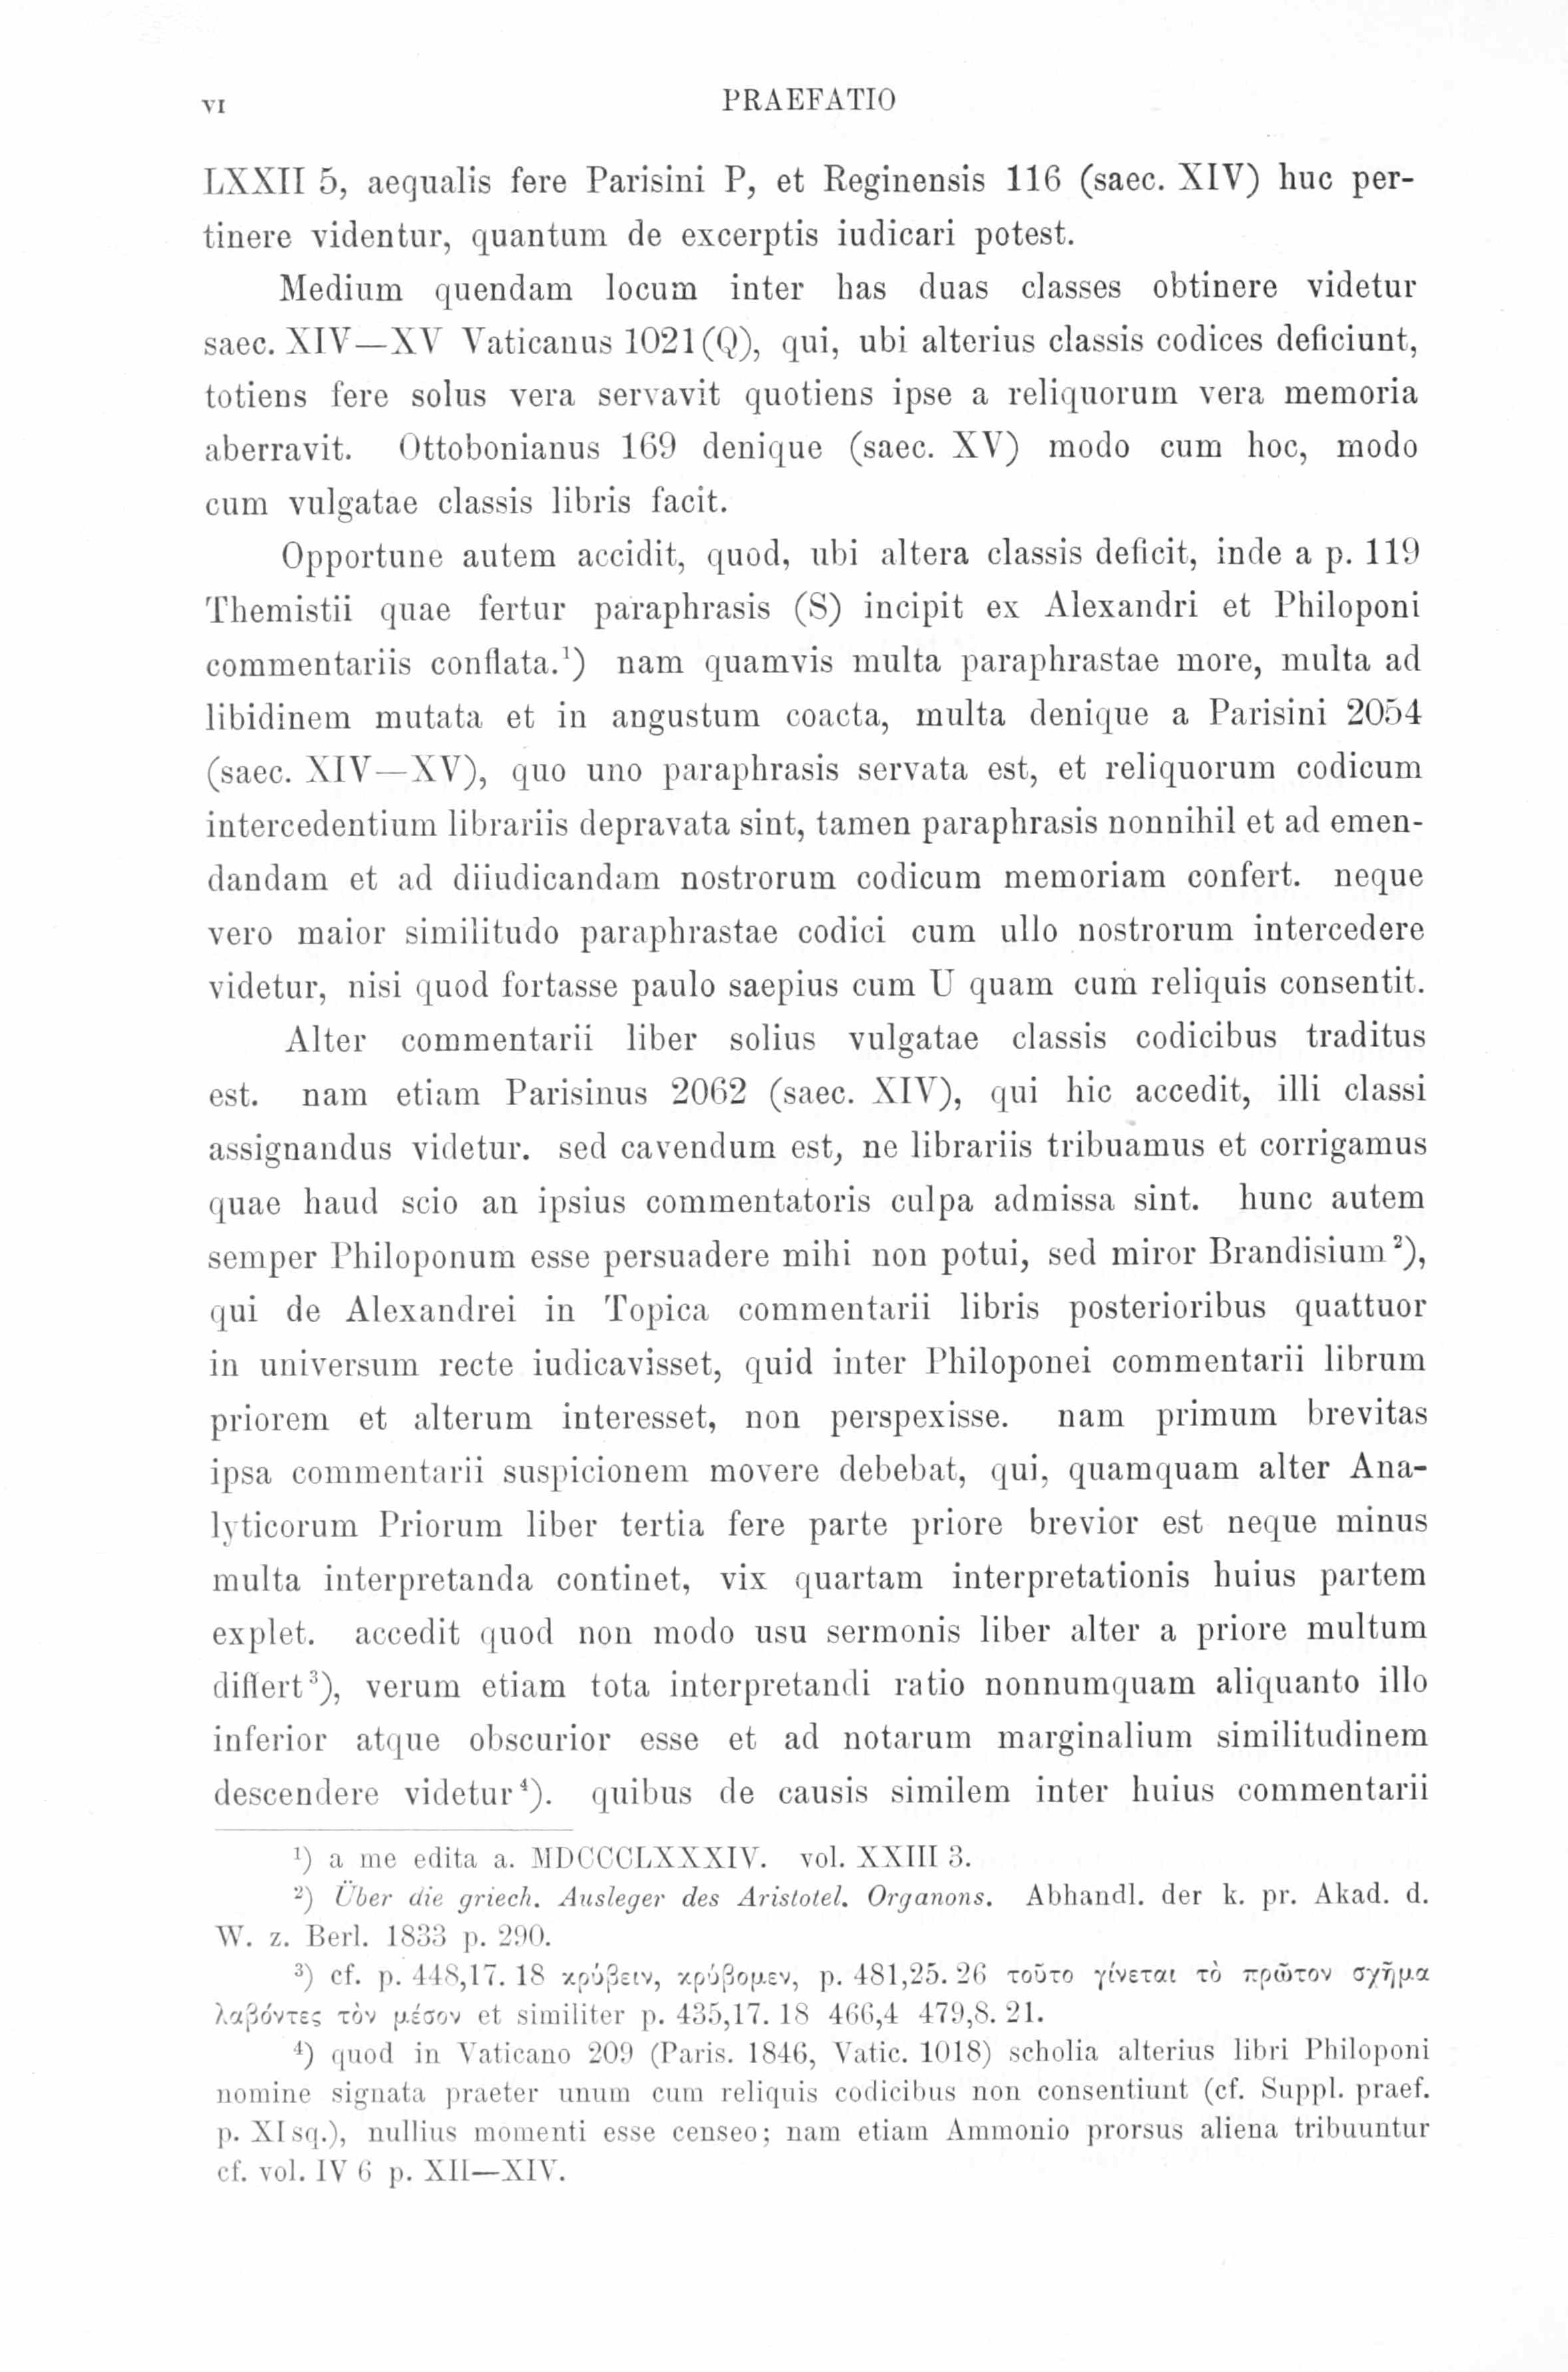 VI PRAEFATIO
LXXII 5, aequalis fere Parisini P, et Reginensis 116 (saec. XIV) huc per-
tinere videntur, quantum de excerptis iudicari potest.
Medium quendam locum inter has duas classes obtinere videtur
saec. XIV—XV Vaticanus 1021 (Q), qui, ubi alterius classis codices deficiunt,
totiens fere solus vera servavit quotiens ipse a reliquorum vera memoria
aberravit. Ottobonianus 169 denique (saec. XV) modo cum hoc, modo
cum vulgatae classis libris facit.
Opportune autem accidit, quod, ubi altera classis deficit, inde a p. 119
Themistii quae fertur paraphrasis (S) incipit ex Alexandri et Philoponi
commentariis conflata.¹) nam quamvis multa paraphrastae more, multa ad
libidinem mutata et in angustum coacta, multa denique a Parisini 2054
(saec. XIV—XV), quo uno paraphrasis servata est, et reliquorum codicum
intercedentium librariis depravata sint, tamen paraphrasis nonnihil et ad emen-
dandam et ad diiudicandam nostrorum codicum memoriam confert. neque
vero maior similitudo paraphrastae codici cum ullo nostrorum intercedere
videtur, nisi quod fortasse paulo saepius cum U quam cum reliquis consentit.
Alter commentarii liber solius vulgatae classis codicibus traditus
est. nam etiam Parisinus 2062 (saec. XIV), qui hic accedit, illi classi
assignandus videtur. sed cavendum est, ne librariis tribuamus et corrigamus
quae haud scio an ipsius commentatoris culpa admissa sint. hunc autem
semper Philoponum esse persuadere mihi non potui, sed miror Brandisium²),
qui de Alexandrei in Topica commentarii libris posterioribus quattuor
in universum recte iudicavisset, quid inter Philoponei commentarii librum
priorem et alterum interesset, non perspexisse. nam primum brevitas
ipsa commentarii suspicionem movere debebat, qui, quamquam alter Ana-
lyticorum Priorum liber tertia fere parte priore brevior est neque minus
multa interpretanda continet, vix quartam interpretationis huius partem
explet. accedit quod non modo usu sermonis liber alter a priore multum
differt³), verum etiam tota interpretandi ratio nonnumquam aliquanto illo
inferior atque obscurior esse et ad notarum marginalium similitudinem
descendere videtur⁴). quibus de causis similem inter huius commentarii
¹) a me edita a. MDCCCLXXXIV. vol. XXIII 3.
²) Über die griech. Ausleger des Aristotel. Organons. Abhandl. der k. pr. Akad. d.
W. z. Berl. 1833 p. 290.
³) cf. p. 448,17. 18 κρύβειν, κρύβομεν, p. 481,25. 26 τοῦτο γίνεται τὸ πρῶτον σχῆμα
λαβόντες τὸν μέσον et similiter p. 435,17. 18 466,4 479,8. 21.
⁴) quod in Vaticano 209 (Paris. 1846, Vatic. 1018) scholia alterius libri Philoponi
nomine signata praeter unum cum reliquis codicibus non consentiunt (cf. Suppl. praef.
p. XI sq.), nullius momenti esse censeo; nam etiam Ammonio prorsus aliena tribuuntur
cf. vol. IV 6 p. XII—XIV.